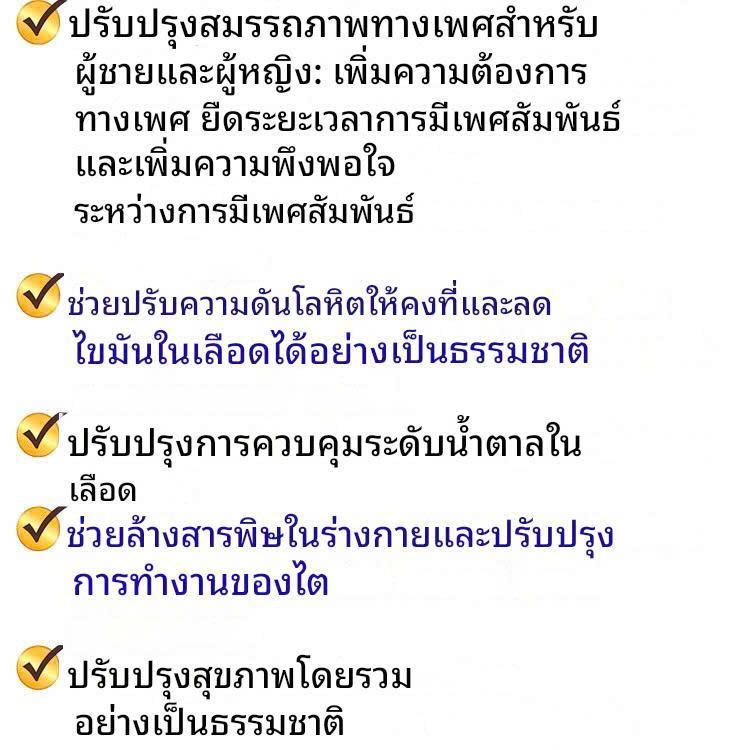 ปรับปรุงสมรรถภาพทางเพศสำหรับ
ผู้ชายและผู้หญิง: เพิ่มความต้องการ
ทางเพศ ยืดระยะเวลาการมีเพศสัมพันธ์
และเพิ่มความพึงพอใจ
ระหว่างการมีเพศสัมพันธ์
ช่วยปรับความดันโลหิตให้คงที่และลด
ไขมันในเลือดได้อย่างเป็นธรรมชาติ
ปรับปรุงการควบคุมระดับน้ำตาลใน
เลือด
ช่วยล้างสารพิษในร่างกายและปรับปรุง
การทำงานของไต
ปรับปรุงสุขภาพโดยรวม
อย่างเป็นธรรมชาติ